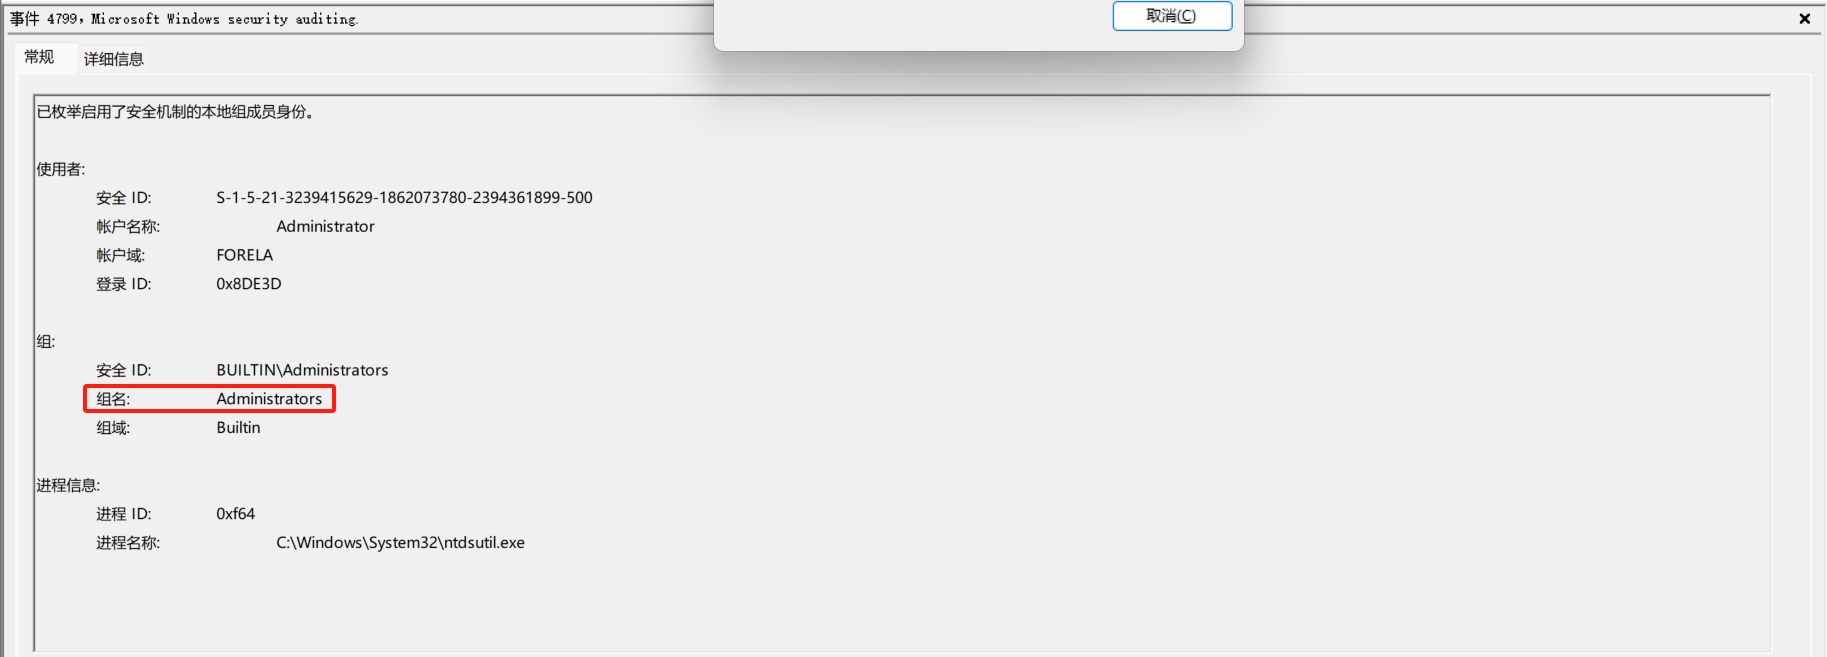 事件 4799，Microsoft Windows security auditing.
取消(C)
常规 详细信息
已枚举启用了安全机制的本地组成员身份。
使用者:
安全 ID: S-1-5-21-3239415629-1862073780-2394361899-500
帐户名称: Administrator
帐户域: FORELA
登录 ID: 0x8DE3D
组:
安全 ID: BUILTIN\Administrators
组名: Administrators
组域: Builtin
进程信息:
进程 ID: 0xf64
进程名称: C:\Windows\System32\ntdsutil.exe